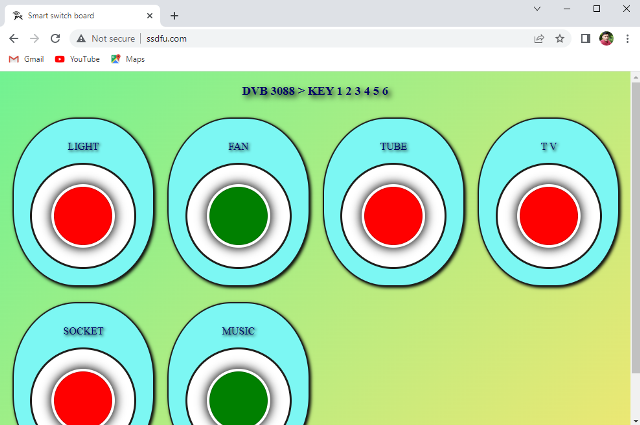 Smart switch board
Not secure
ssdfu.com
Gmail
YouTube
Maps
DVB 3088 > KEY 1 2 3 4 5 6
LIGHT
FAN
TUBE
T V
SOCKET
MUSIC